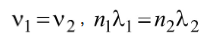 ν₁ = ν₂ , n₁λ₁ = n₂λ₂